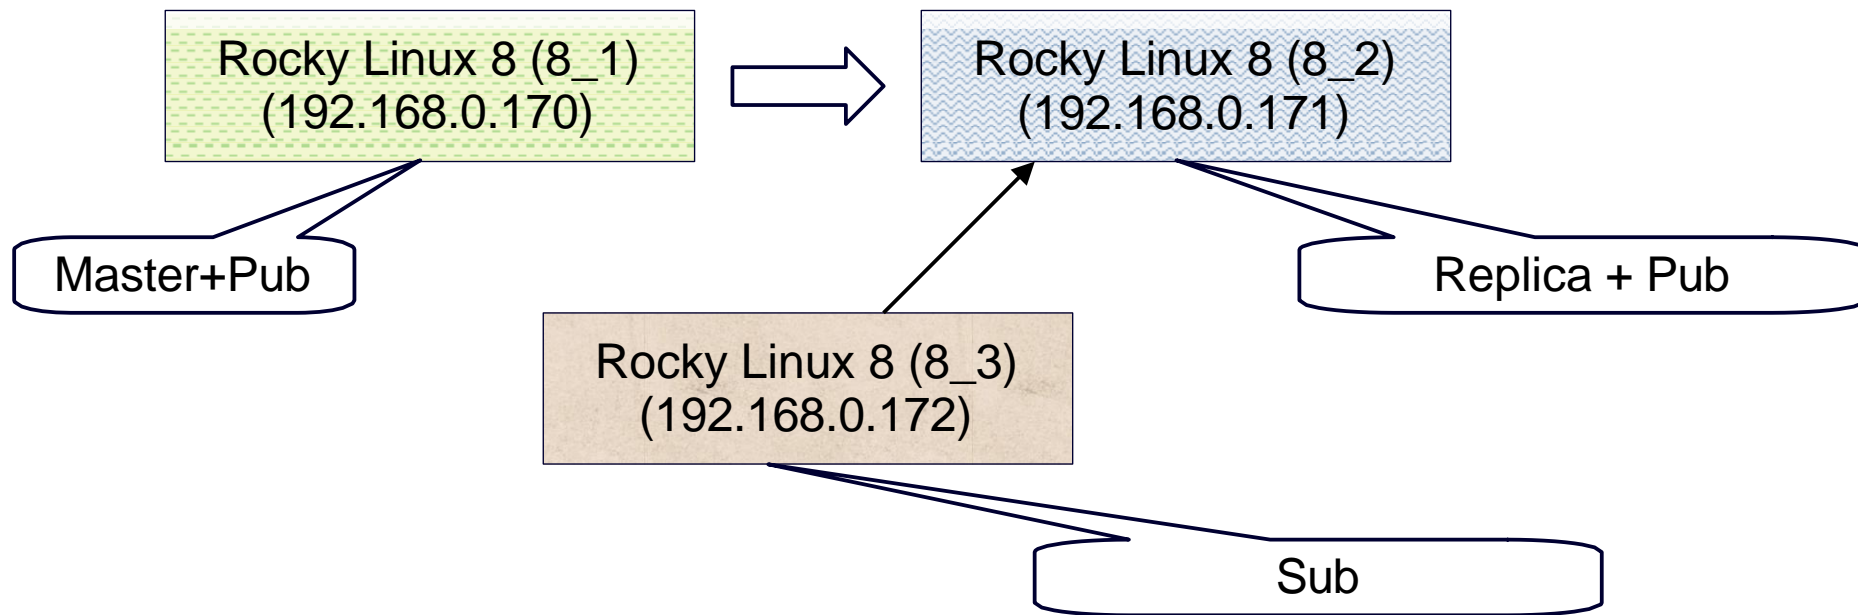 Rocky Linux 8 (8_1)
(192.168.0.170)
Rocky Linux 8 (8_2)
(192.168.0.171)
Master+Pub
Replica + Pub
Rocky Linux 8 (8_3)
(192.168.0.172)
Sub